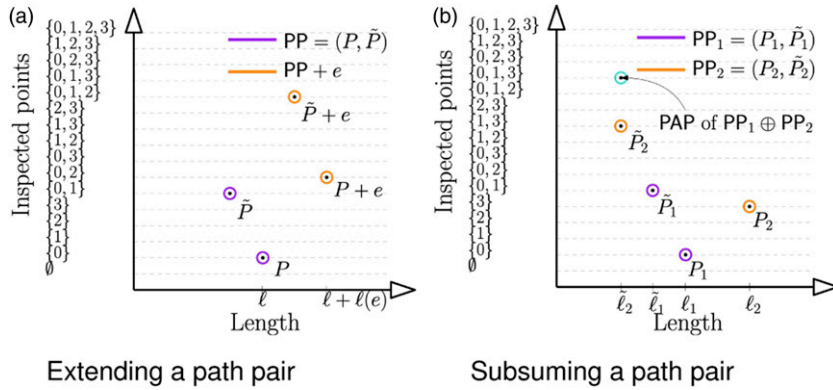 (a)
Inspected points
{0, 1, 2, 3}
{1, 2, 3}
{0, 2, 3}
{0, 1, 3}
{0, 1, 2}
{2, 3}
{1, 3}
{1, 2}
{0, 3}
{0, 2}
{0, 1}
{3}
{2}
{1}
{0}
∅
PP = (P, P̃)
PP + e
P̃ + e
P + e
P̃
P
ℓ
ℓ + ℓ(e)
Length
Extending a path pair
(b)
Inspected points
{0, 1, 2, 3}
{1, 2, 3}
{0, 2, 3}
{0, 1, 3}
{0, 1, 2}
{2, 3}
{1, 3}
{1, 2}
{0, 3}
{0, 2}
{0, 1}
{3}
{2}
{1}
{0}
∅
PP₁ = (P₁, P̃₁)
PP₂ = (P₂, P̃₂)
PAP of PP₁ ⊕ PP₂
P̃₂
P̃₁
P₂
P₁
ℓ̃₂ ℓ̃₁ ℓ₁ ℓ₂
Length
Subsuming a path pair